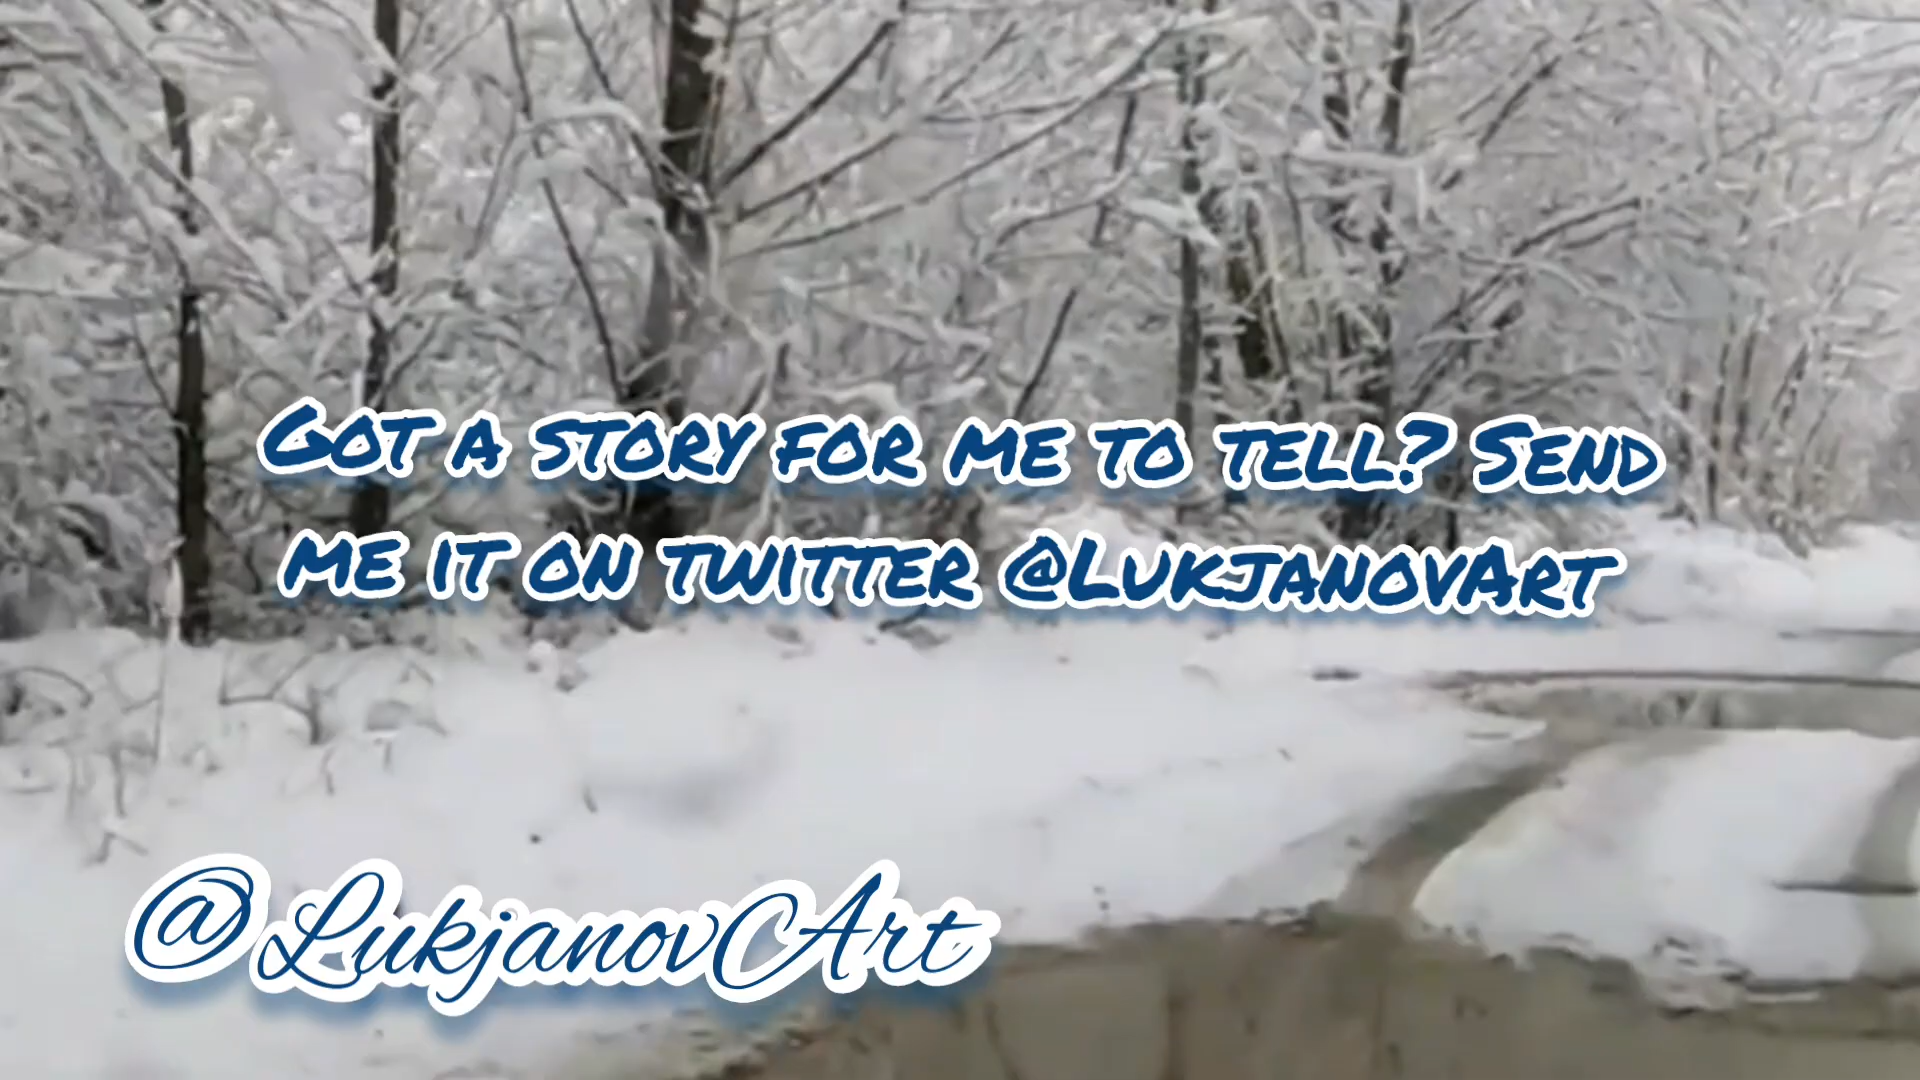 Got a story for me to tell? Send
me it on twitter @LukjanovArt
@LukjanovArt